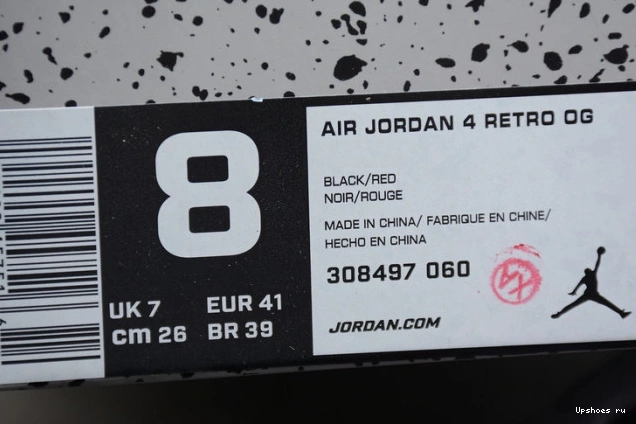 8
UK 7 EUR 41
cm 26 BR 39
AIR JORDAN 4 RETRO OG
BLACK/RED
NOIR/ROUGE
MADE IN CHINA/ FABRIQUE EN CHINE/
HECHO EN CHINA
308497 060
JORDAN.COM
Upshoes ru